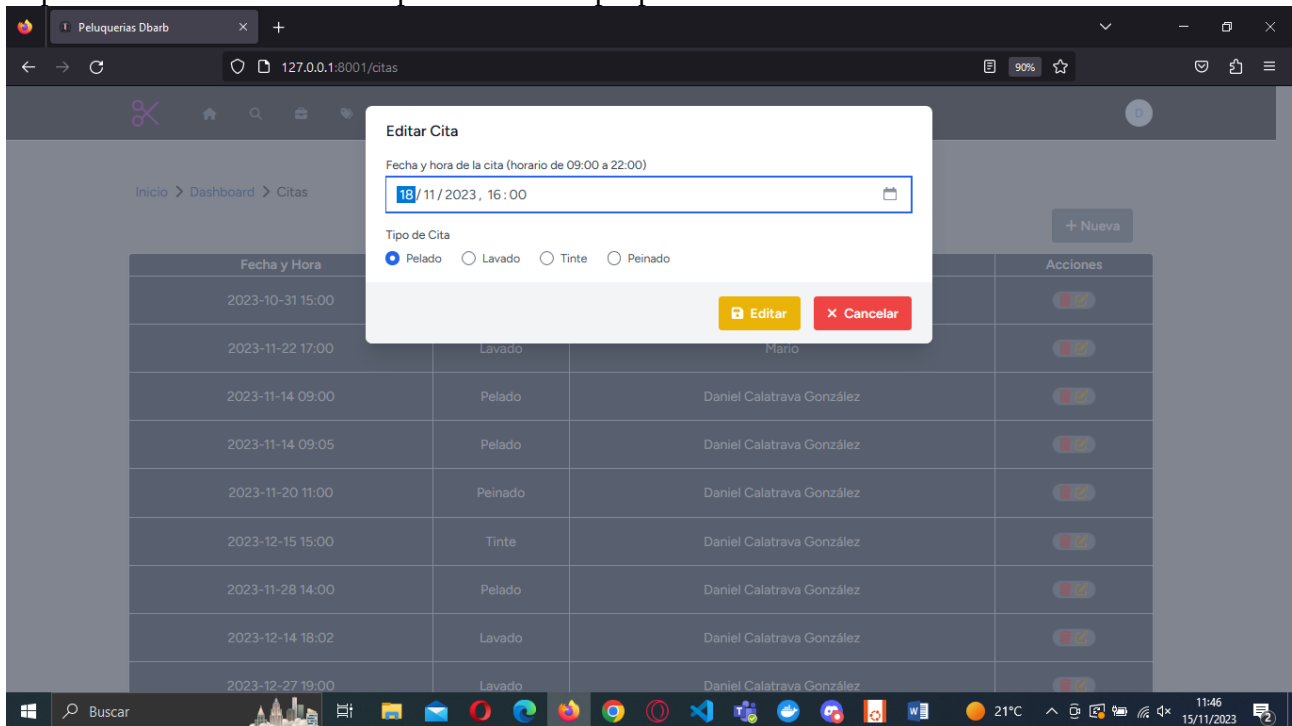 Peluquerias Dbarb
127.0.0.1:8001/citas
90%
D
Editar Cita
Fecha y hora de la cita (horario de 09:00 a 22:00)
18/11/2023, 16:00
Inicio > Dashboard > Citas
+ Nueva
Tipo de Cita
Pelado Lavado Tinte Peinado
Fecha y Hora Acciones
2023-10-31 15:00
Editar × Cancelar
2023-11-22 17:00 Lavado Mario
2023-11-14 09:00 Pelado Daniel Calatrava González
2023-11-14 09:05 Pelado Daniel Calatrava González
2023-11-20 11:00 Peinado Daniel Calatrava González
2023-12-15 15:00 Tinte Daniel Calatrava González
2023-11-28 14:00 Pelado Daniel Calatrava González
2023-12-14 18:02 Lavado Daniel Calatrava González
2023-12-27 19:00 Lavado Daniel Calatrava González
Buscar
21°C
11:46
15/11/2023
2